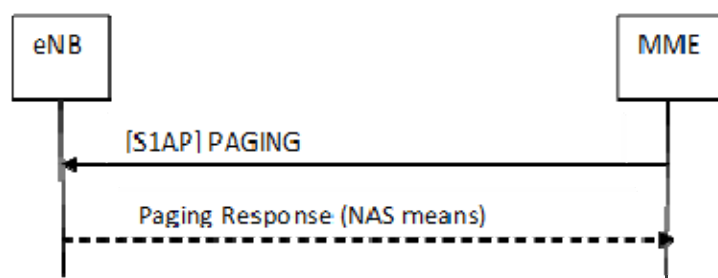 eNB
MME
[S1AP] PAGING
Paging Response (NAS means)